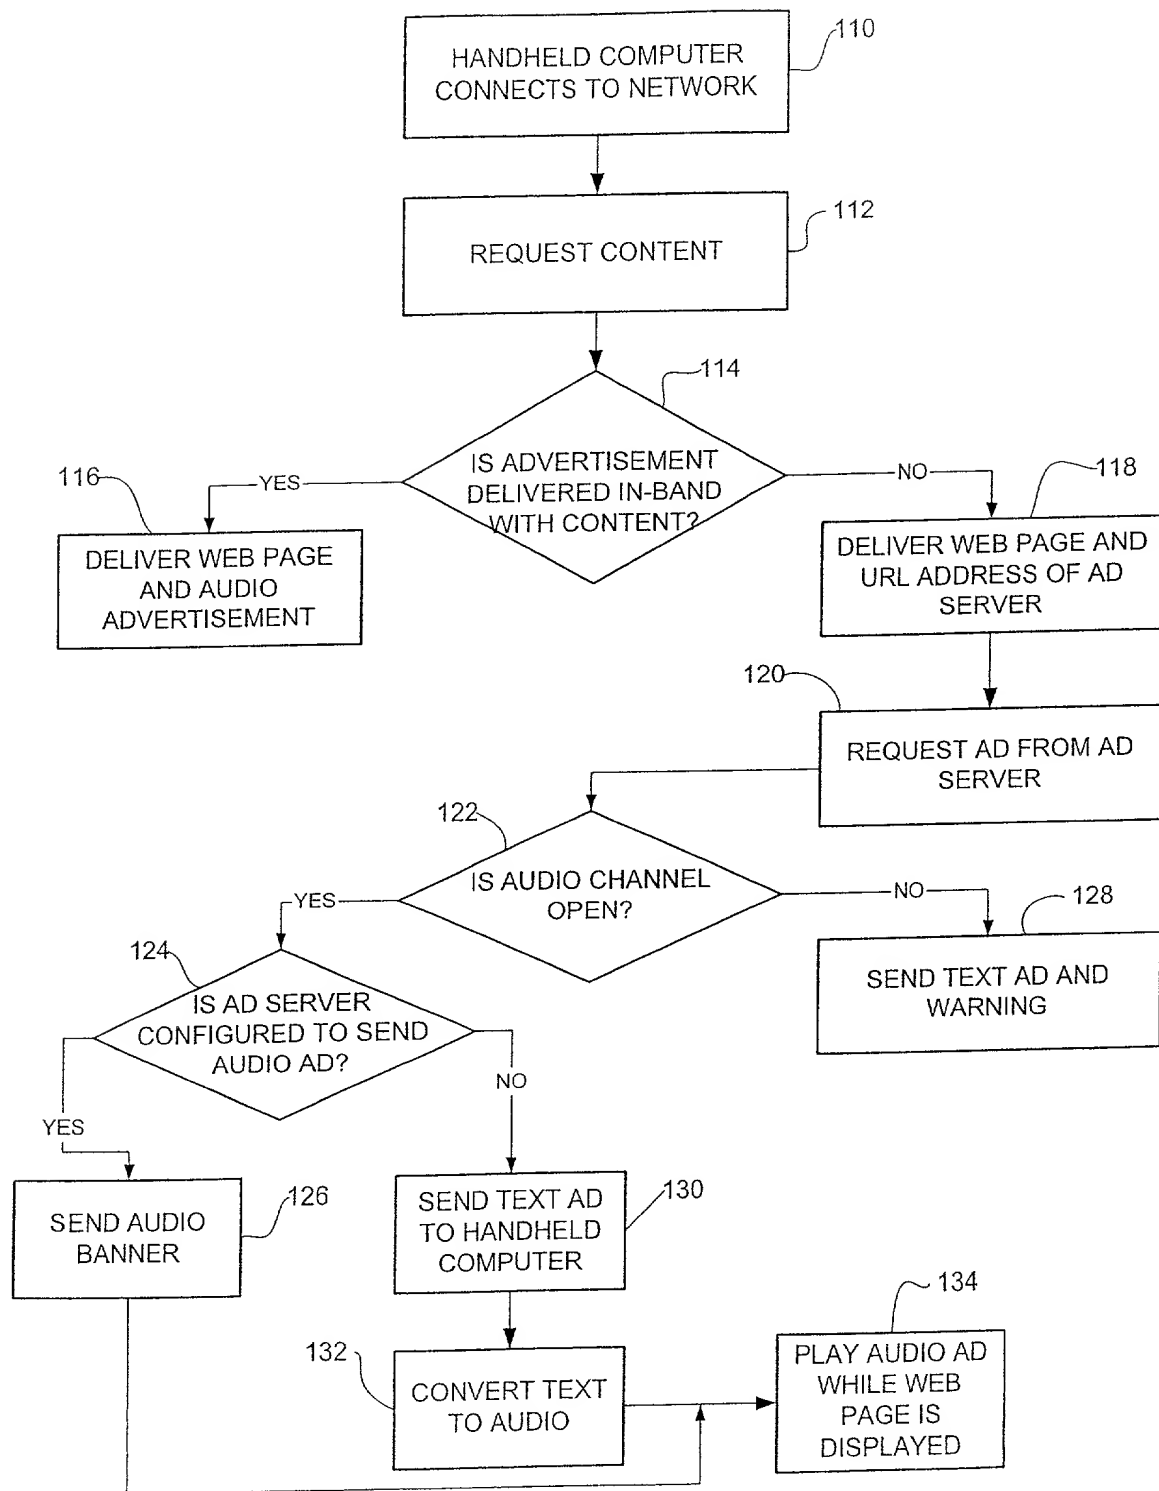 110
HANDHELD COMPUTER
CONNECTS TO NETWORK
112
REQUEST CONTENT
114
IS ADVERTISEMENT
DELIVERED IN-BAND
WITH CONTENT?
YES
NO
116
DELIVER WEB PAGE
AND AUDIO
ADVERTISEMENT
118
DELIVER WEB PAGE AND
URL ADDRESS OF AD
SERVER
120
REQUEST AD FROM AD
SERVER
122
IS AUDIO CHANNEL
OPEN?
YES
NO
128
SEND TEXT AD AND
WARNING
124
IS AD SERVER
CONFIGURED TO SEND
AUDIO AD?
YES
NO
126
SEND AUDIO
BANNER
130
SEND TEXT AD
TO HANDHELD
COMPUTER
132
CONVERT TEXT
TO AUDIO
134
PLAY AUDIO AD
WHILE WEB
PAGE IS
DISPLAYED